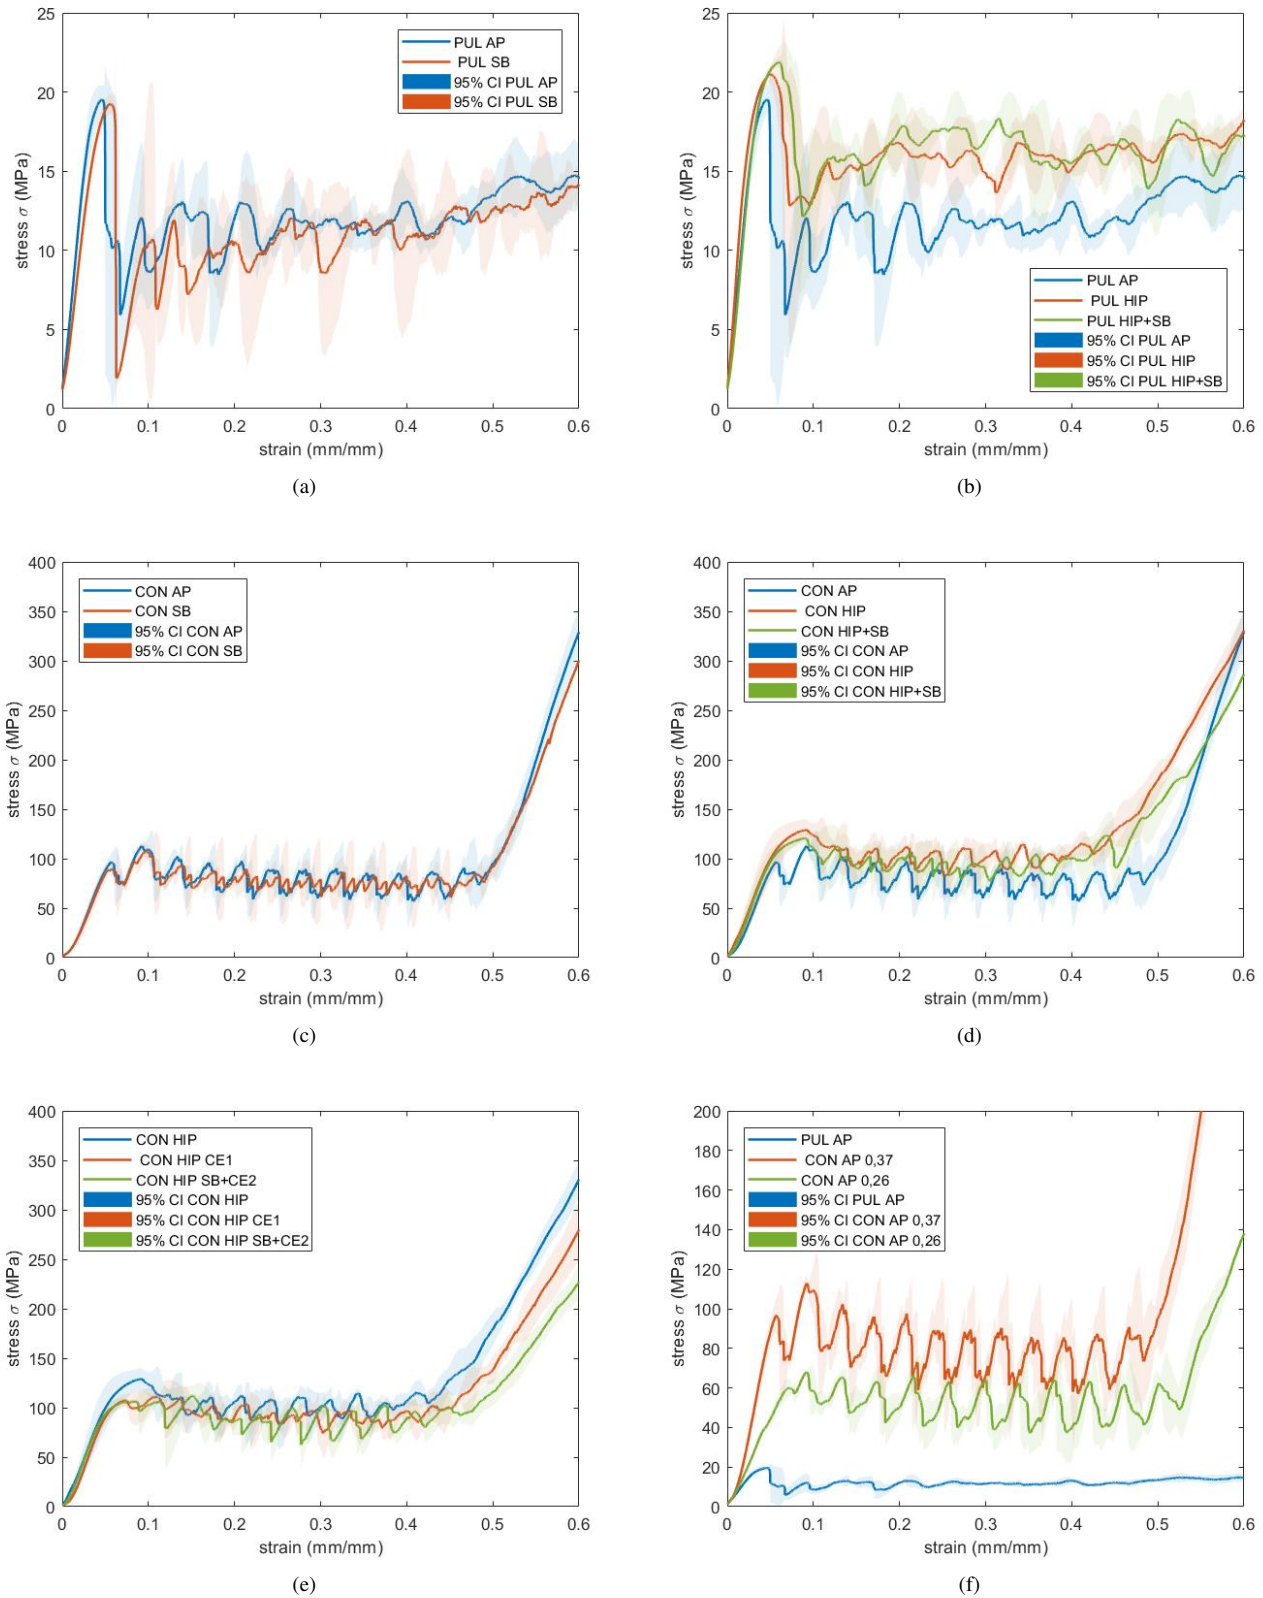 25
20
15
10
5
0
stress σ (MPa)
PUL AP
PUL SB
95% CI PUL AP
95% CI PUL SB
0 0.1 0.2 0.3 0.4 0.5 0.6
strain (mm/mm)
(a)
25
20
15
10
5
0
stress σ (MPa)
PUL AP
PUL HIP
PUL HIP+SB
95% CI PUL AP
95% CI PUL HIP
95% CI PUL HIP+SB
0 0.1 0.2 0.3 0.4 0.5 0.6
strain (mm/mm)
(b)
400
350
300
250
200
150
100
50
0
stress σ (MPa)
CON AP
CON SB
95% CI CON AP
95% CI CON SB
0 0.1 0.2 0.3 0.4 0.5 0.6
strain (mm/mm)
(c)
400
350
300
250
200
150
100
50
0
stress σ (MPa)
CON AP
CON HIP
CON HIP+SB
95% CI CON AP
95% CI CON HIP
95% CI CON HIP+SB
0 0.1 0.2 0.3 0.4 0.5 0.6
strain (mm/mm)
(d)
400
350
300
250
200
150
100
50
0
stress σ (MPa)
CON HIP
CON HIP CE1
CON HIP SB+CE2
95% CI CON HIP
95% CI CON HIP CE1
95% CI CON HIP SB+CE2
0 0.1 0.2 0.3 0.4 0.5 0.6
strain (mm/mm)
(e)
200
180
160
140
120
100
80
60
40
20
0
stress σ (MPa)
PUL AP
CON AP 0,37
CON AP 0,26
95% CI PUL AP
95% CI CON AP 0,37
95% CI CON AP 0,26
0 0.1 0.2 0.3 0.4 0.5 0.6
strain (mm/mm)
(f)